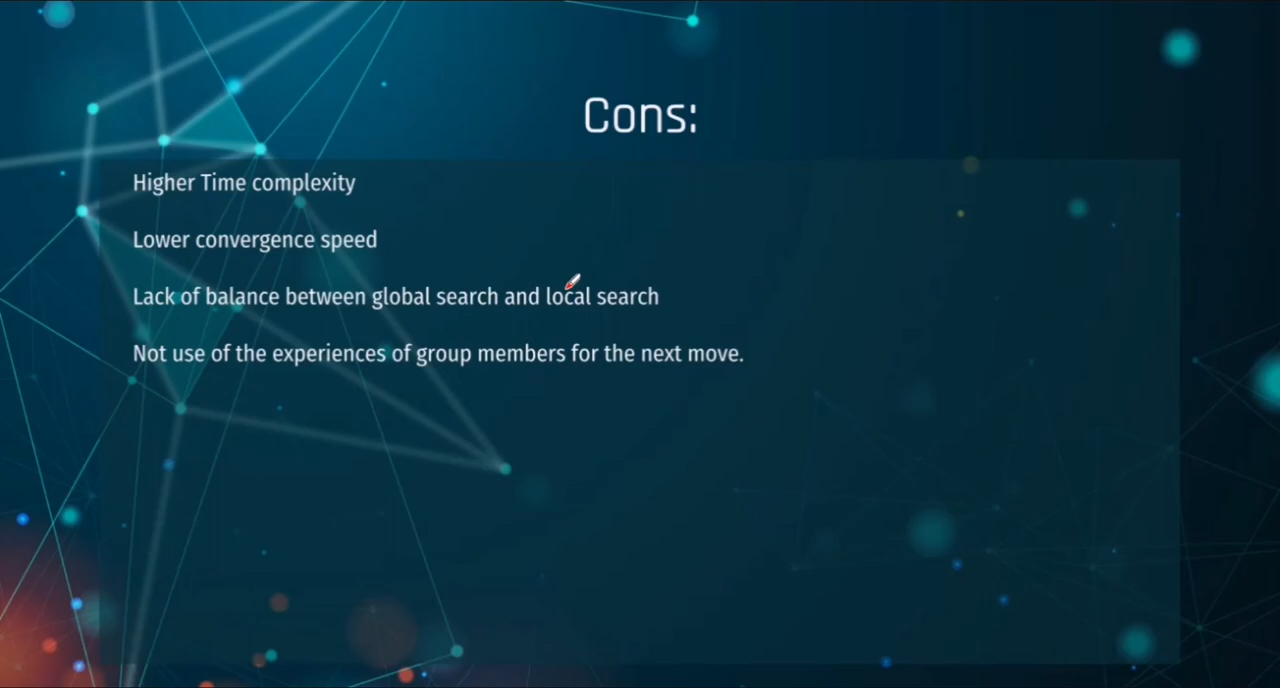 Cons:
Higher Time complexity
Lower convergence speed
Lack of balance between global search and local search
Not use of the experiences of group members for the next move.